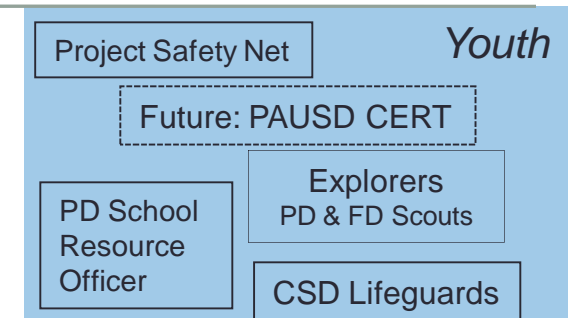 Youth
Project Safety Net
Future: PAUSD CERT
Explorers
PD & FD Scouts
PD School
Resource
Officer
CSD Lifeguards